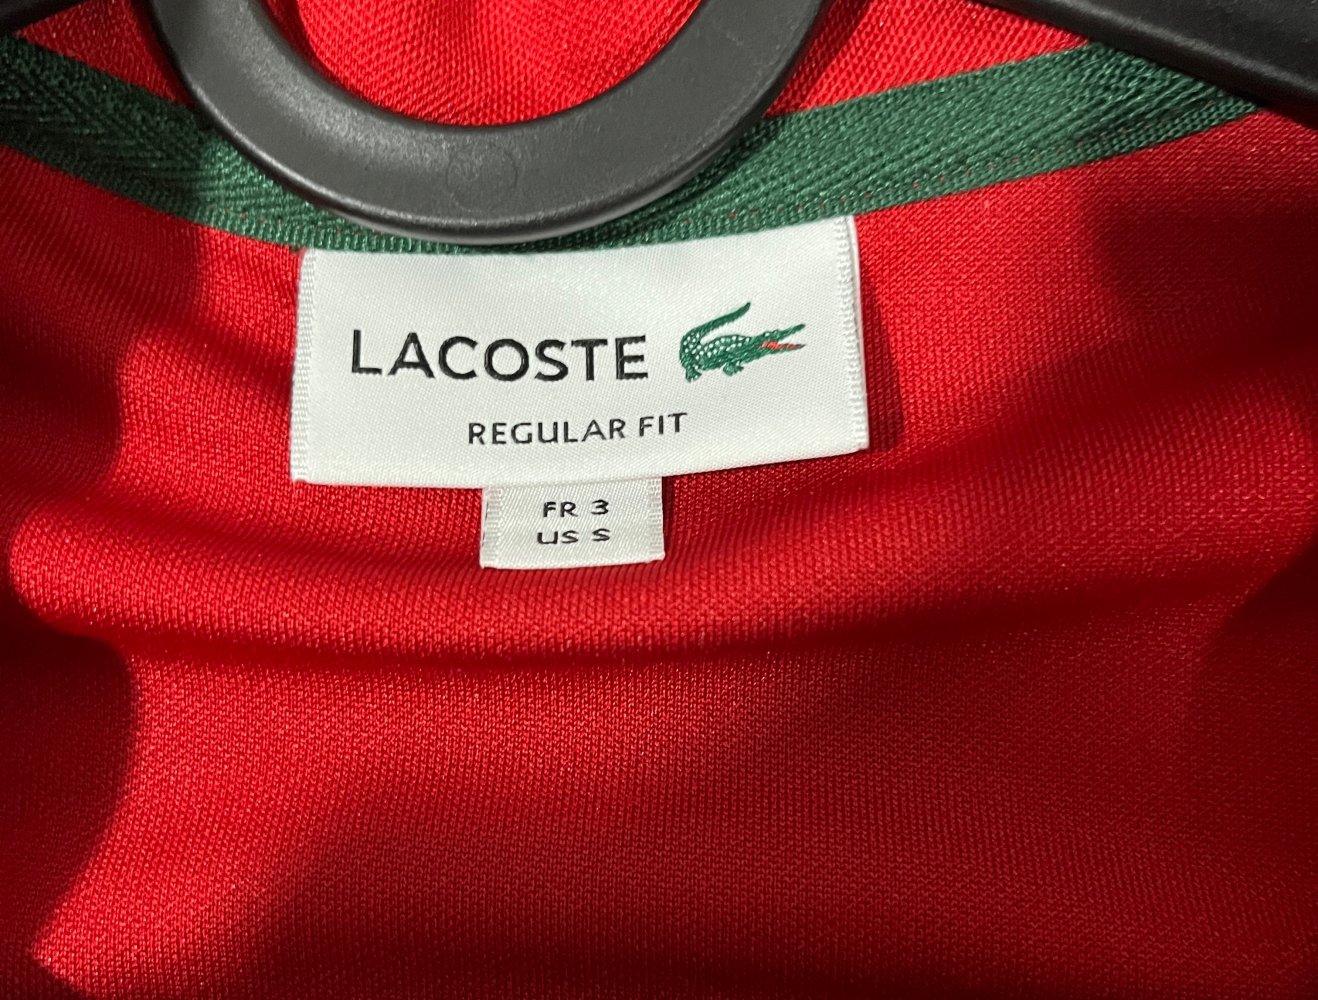 LACOSTE
REGULAR FIT
FR 3
US S